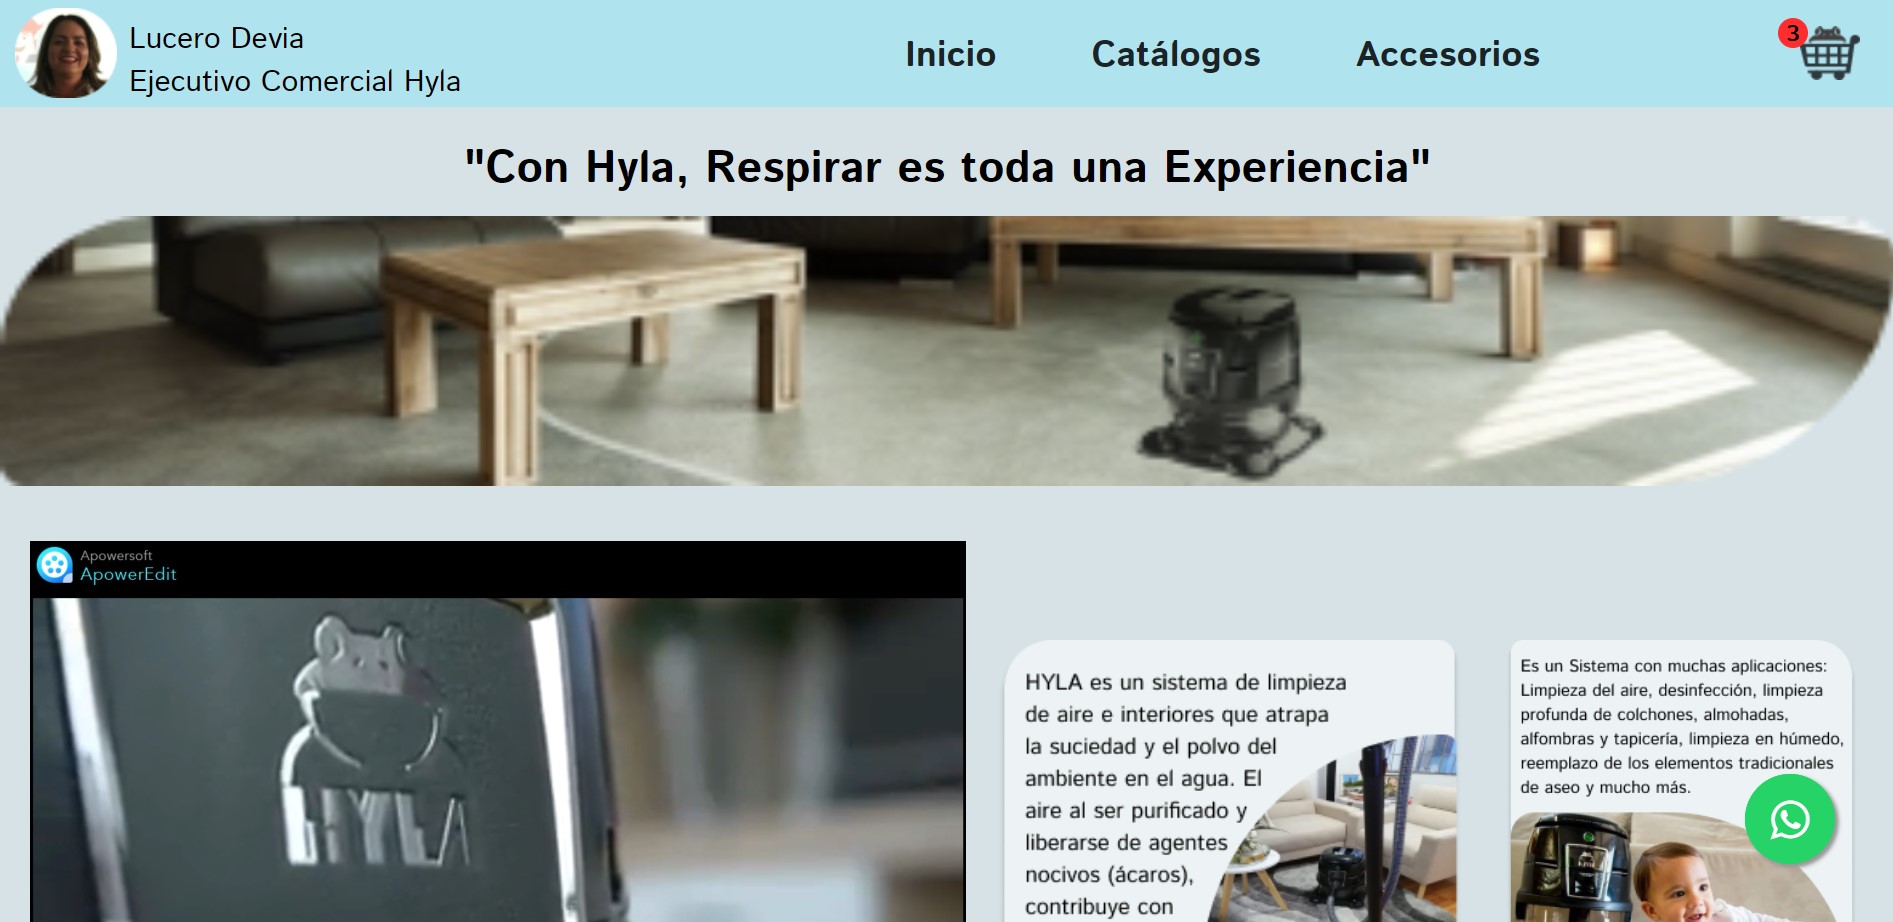 Lucero Devia
Ejecutivo Comercial Hyla
Inicio
Catálogos
Accesorios
3
"Con Hyla, Respirar es toda una Experiencia"
Apowersoft
ApowerEdit
HYLA
HYLA es un sistema de limpieza
de aire e interiores que atrapa
la suciedad y el polvo del
ambiente en el agua. El
aire al ser purificado y
liberarse de agentes
nocivos (ácaros),
contribuye con
Es un Sistema con muchas aplicaciones:
Limpieza del aire, desinfección, limpieza
profunda de colchones, almohadas,
alfombras y tapicería, limpieza en húmedo,
reemplazo de los elementos tradicionales
de aseo y mucho más.
HYLA